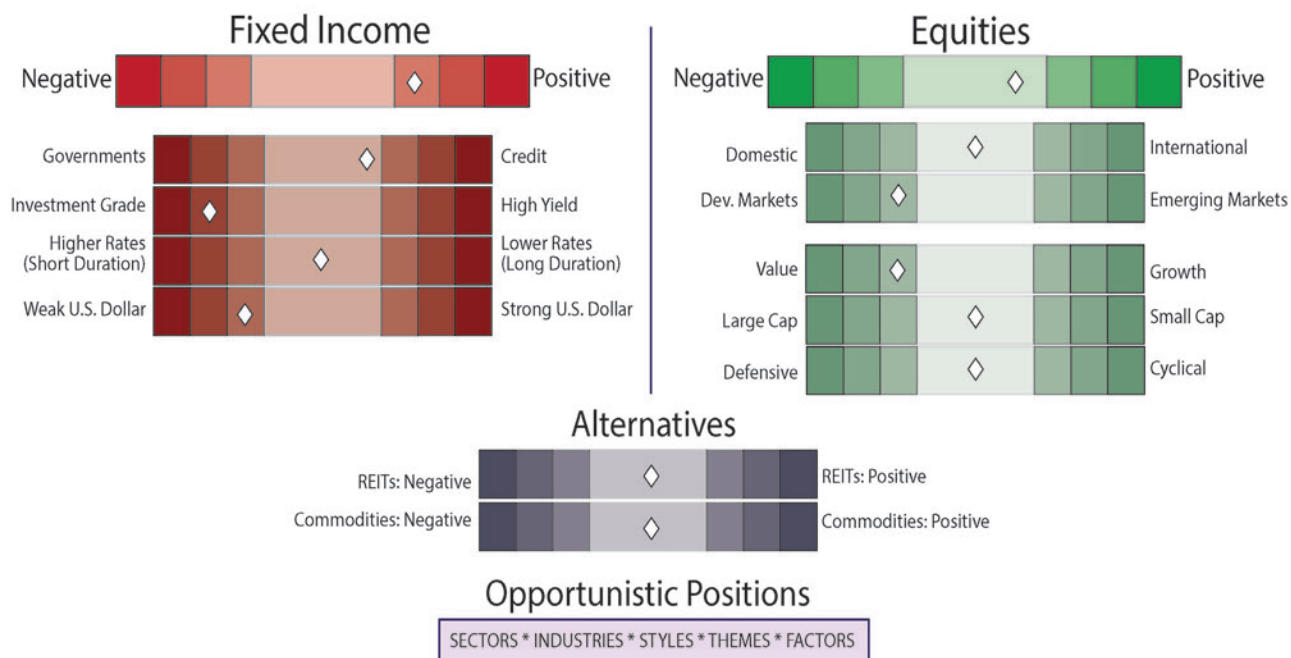 Fixed Income
Negative
Positive
Governments
Credit
Investment Grade
High Yield
Higher Rates
(Short Duration)
Lower Rates
(Long Duration)
Weak U.S. Dollar
Strong U.S. Dollar
Equities
Negative
Positive
Domestic
International
Dev. Markets
Emerging Markets
Value
Growth
Large Cap
Small Cap
Defensive
Cyclical
Alternatives
REITs: Negative
REITs: Positive
Commodities: Negative
Commodities: Positive
Opportunistic Positions
SECTORS * INDUSTRIES * STYLES * THEMES * FACTORS